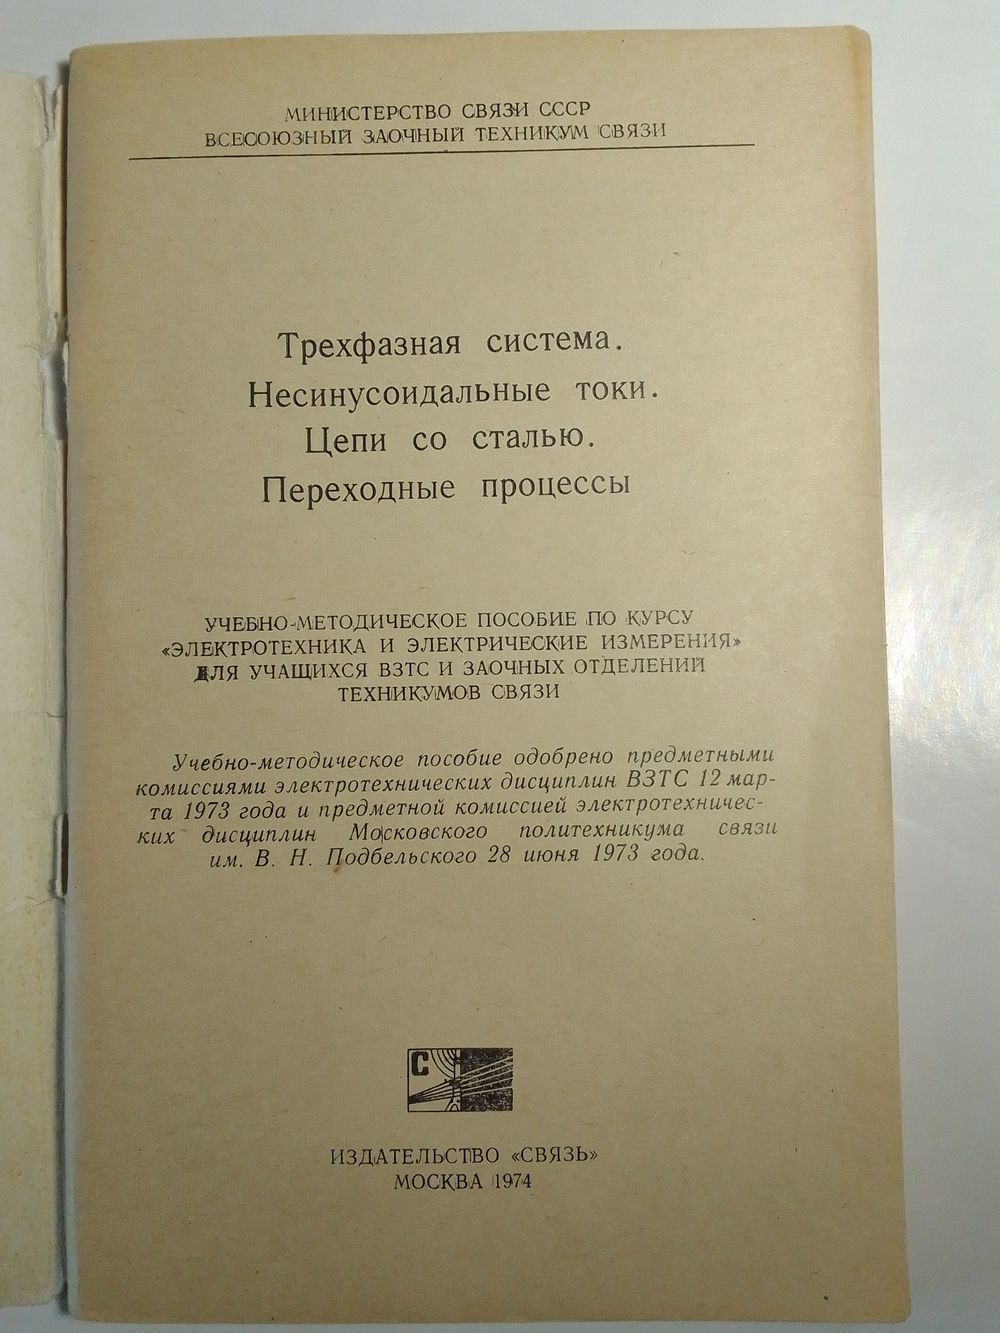 МИНИСТЕРСТВО СВЯЗИ СССР
ВСЕСОЮЗНЫЙ ЗАОЧНЫЙ ТЕХНИКУМ СВЯЗИ
Трехфазная система.
Несинусоидальные токи.
Цепи со сталью.
Переходные процессы
УЧЕБНО-МЕТОДИЧЕСКОЕ ПОСОБИЕ ПО КУРСУ
«ЭЛЕКТРОТЕХНИКА И ЭЛЕКТРИЧЕСКИЕ ИЗМЕРЕНИЯ»
ДЛЯ УЧАЩИХСЯ ВЗТС И ЗАОЧНЫХ ОТДЕЛЕНИЙ
ТЕХНИКУМОВ СВЯЗИ
Учебно-методическое пособие одобрено предметными
комиссиями электротехнических дисциплин ВЗТС 12 мар-
та 1973 года и предметной комиссией электротехничес-
ких дисциплин Московского политехникума связи
им. В. Н. Подбельского 28 июня 1973 года.
С
ИЗДАТЕЛЬСТВО «СВЯЗЬ»
МОСКВА 1974